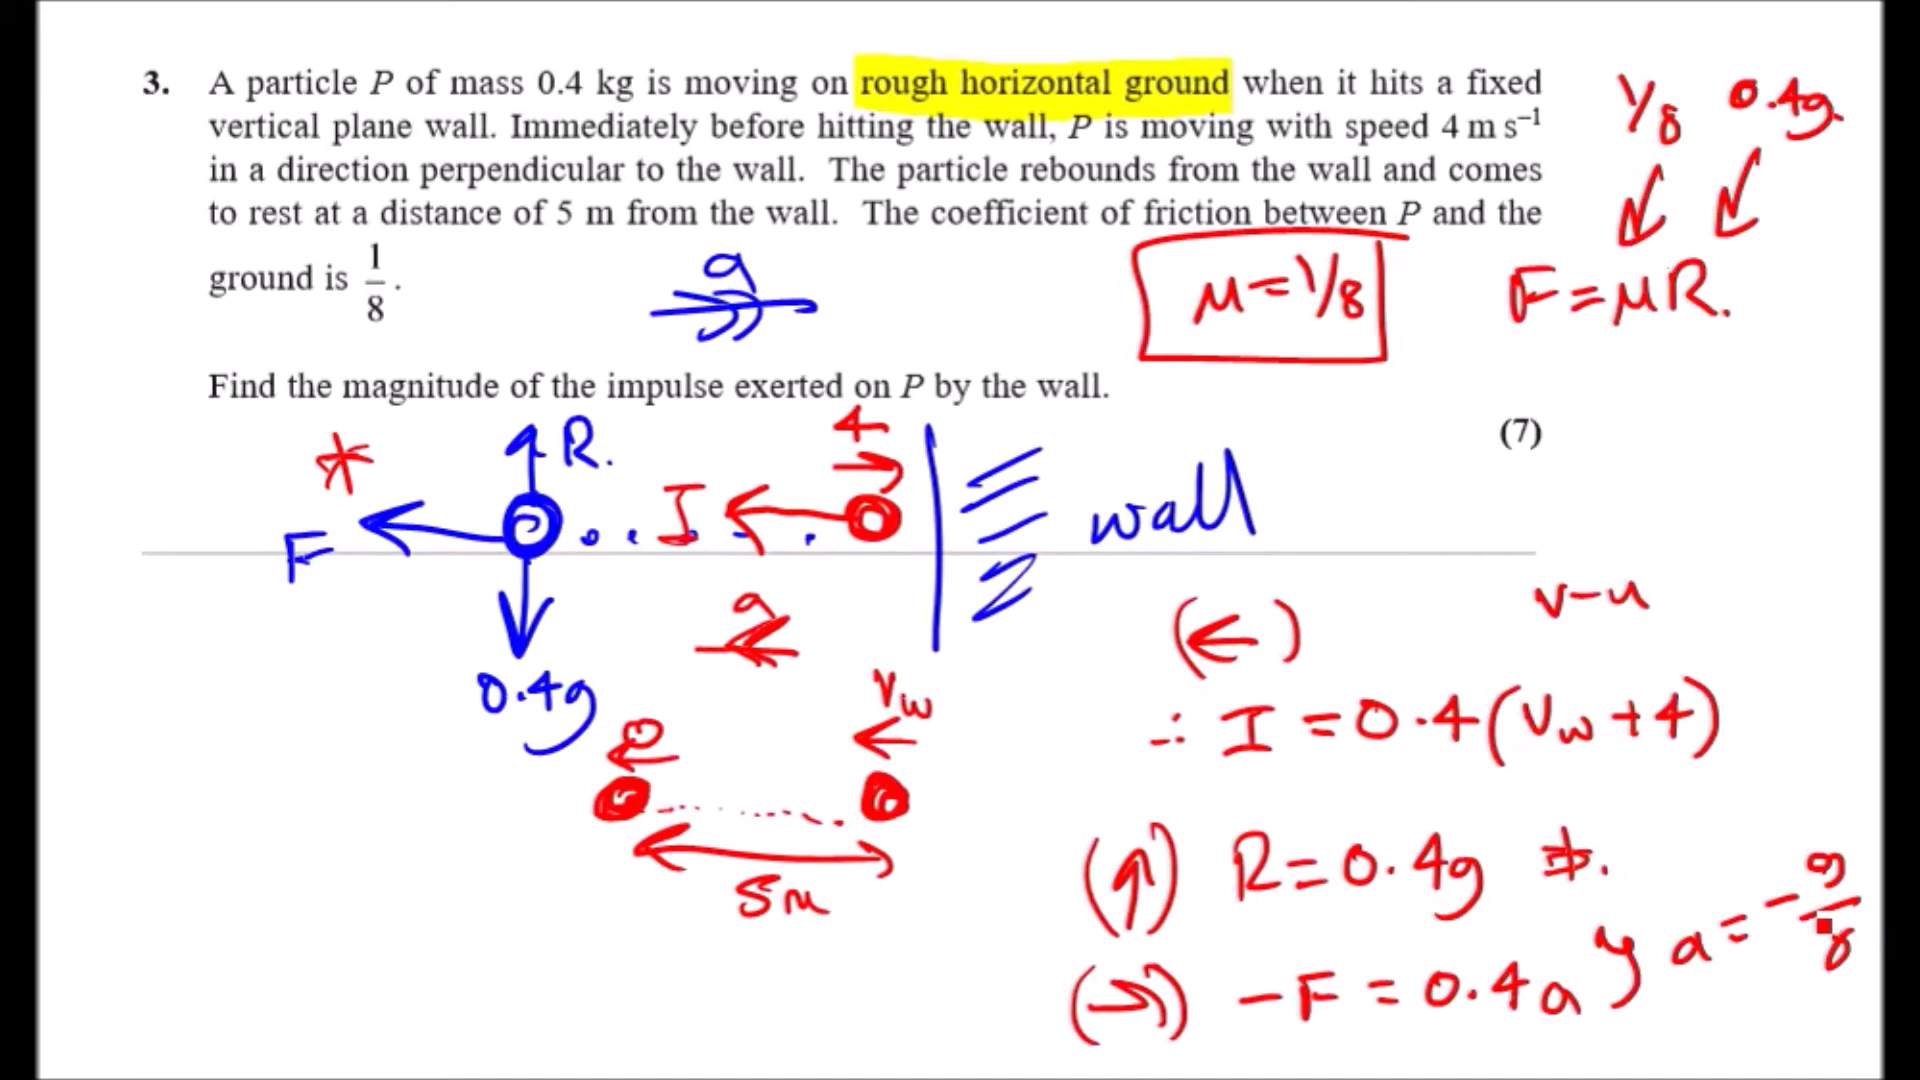 3. A particle P of mass 0.4 kg is moving on rough horizontal ground when it hits a fixed
vertical plane wall. Immediately before hitting the wall, P is moving with speed 4 m s⁻¹
in a direction perpendicular to the wall. The particle rebounds from the wall and comes
to rest at a distance of 5 m from the wall. The coefficient of friction between P and the
ground is 1/8.
Find the magnitude of the impulse exerted on P by the wall.
(7)
1/8 0.4g
a
μ=1/8
F=μR.
R.
4
F
I
wall
a
0.4g
0
Vw
5m
(←)
v-u
∴ I = 0.4(Vw+4)
(↑) R=0.4g
(→) -F = 0.4a } a = -g/8